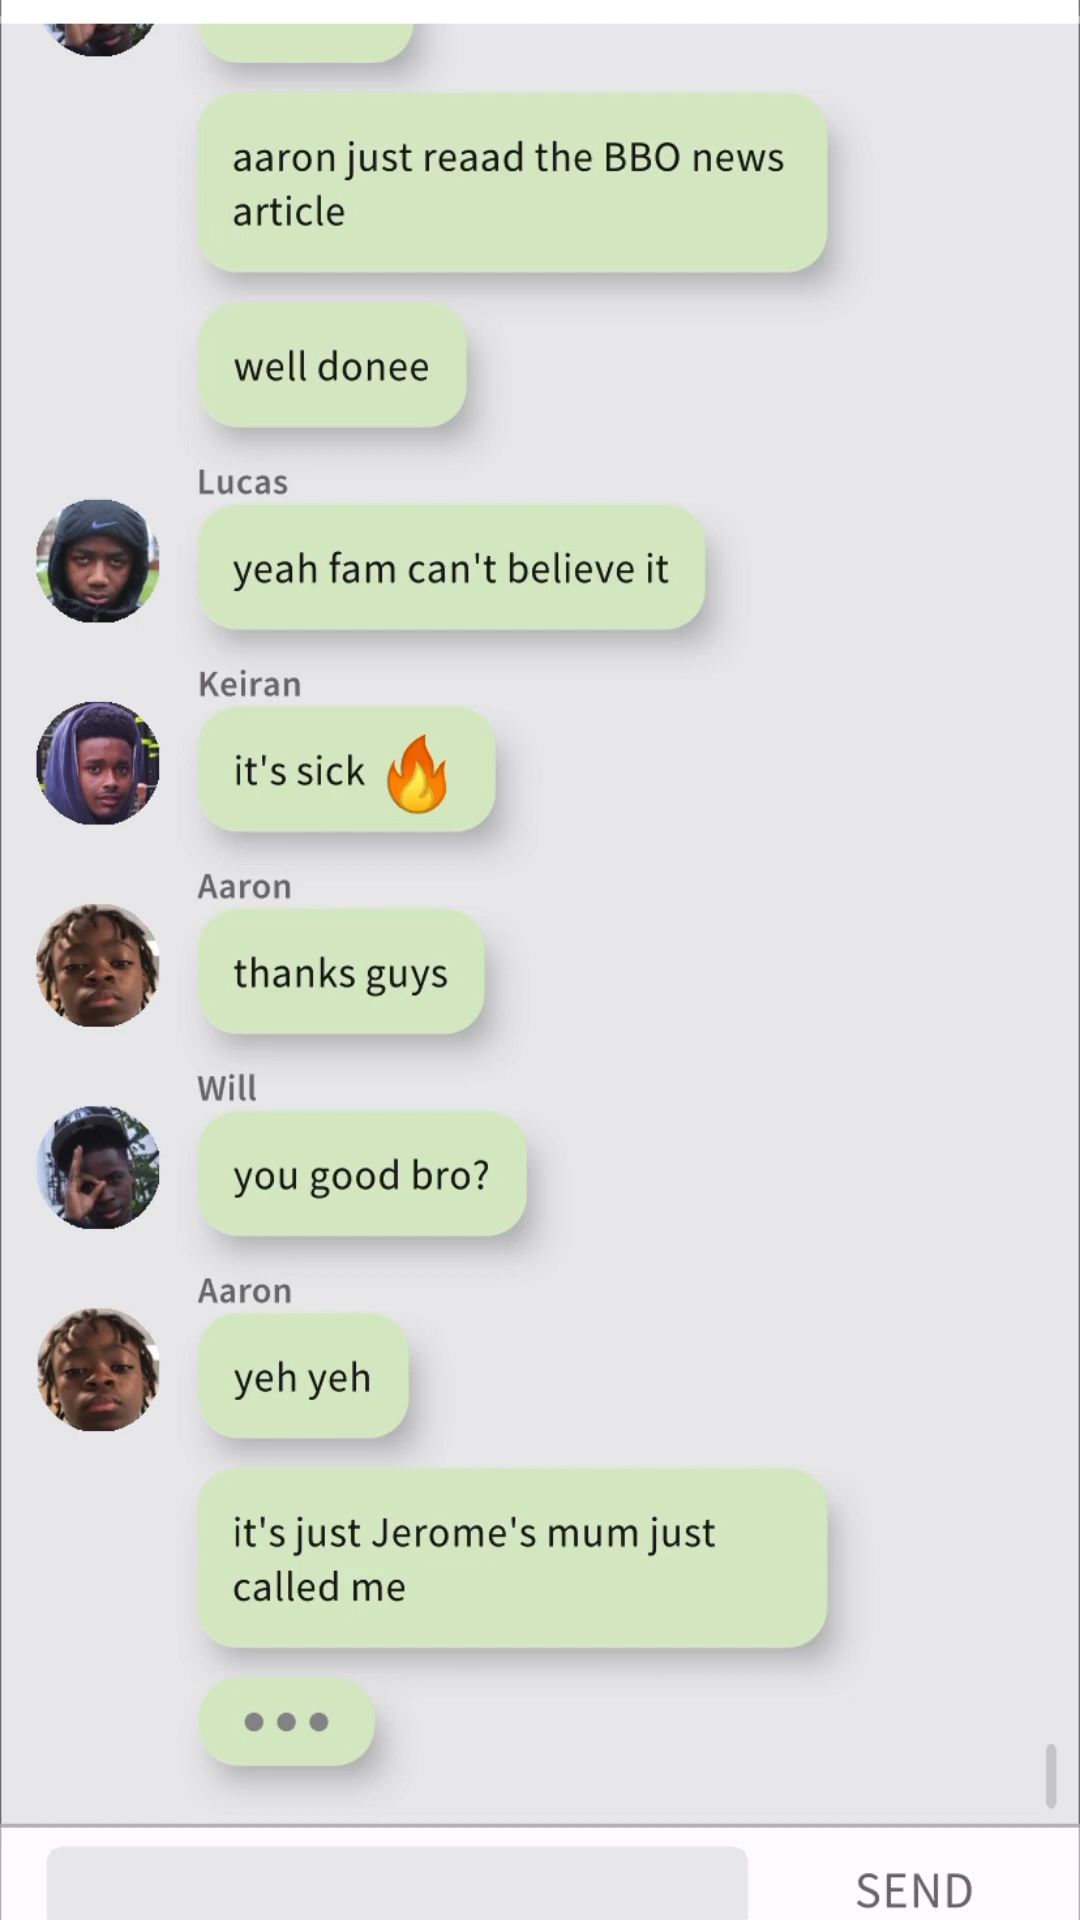 aaron just reaad the BBO news
article
well donee
Lucas
yeah fam can't believe it
Keiran
it's sick 🔥
Aaron
thanks guys
Will
you good bro?
Aaron
yeh yeh
it's just Jerome's mum just
called me
SEND